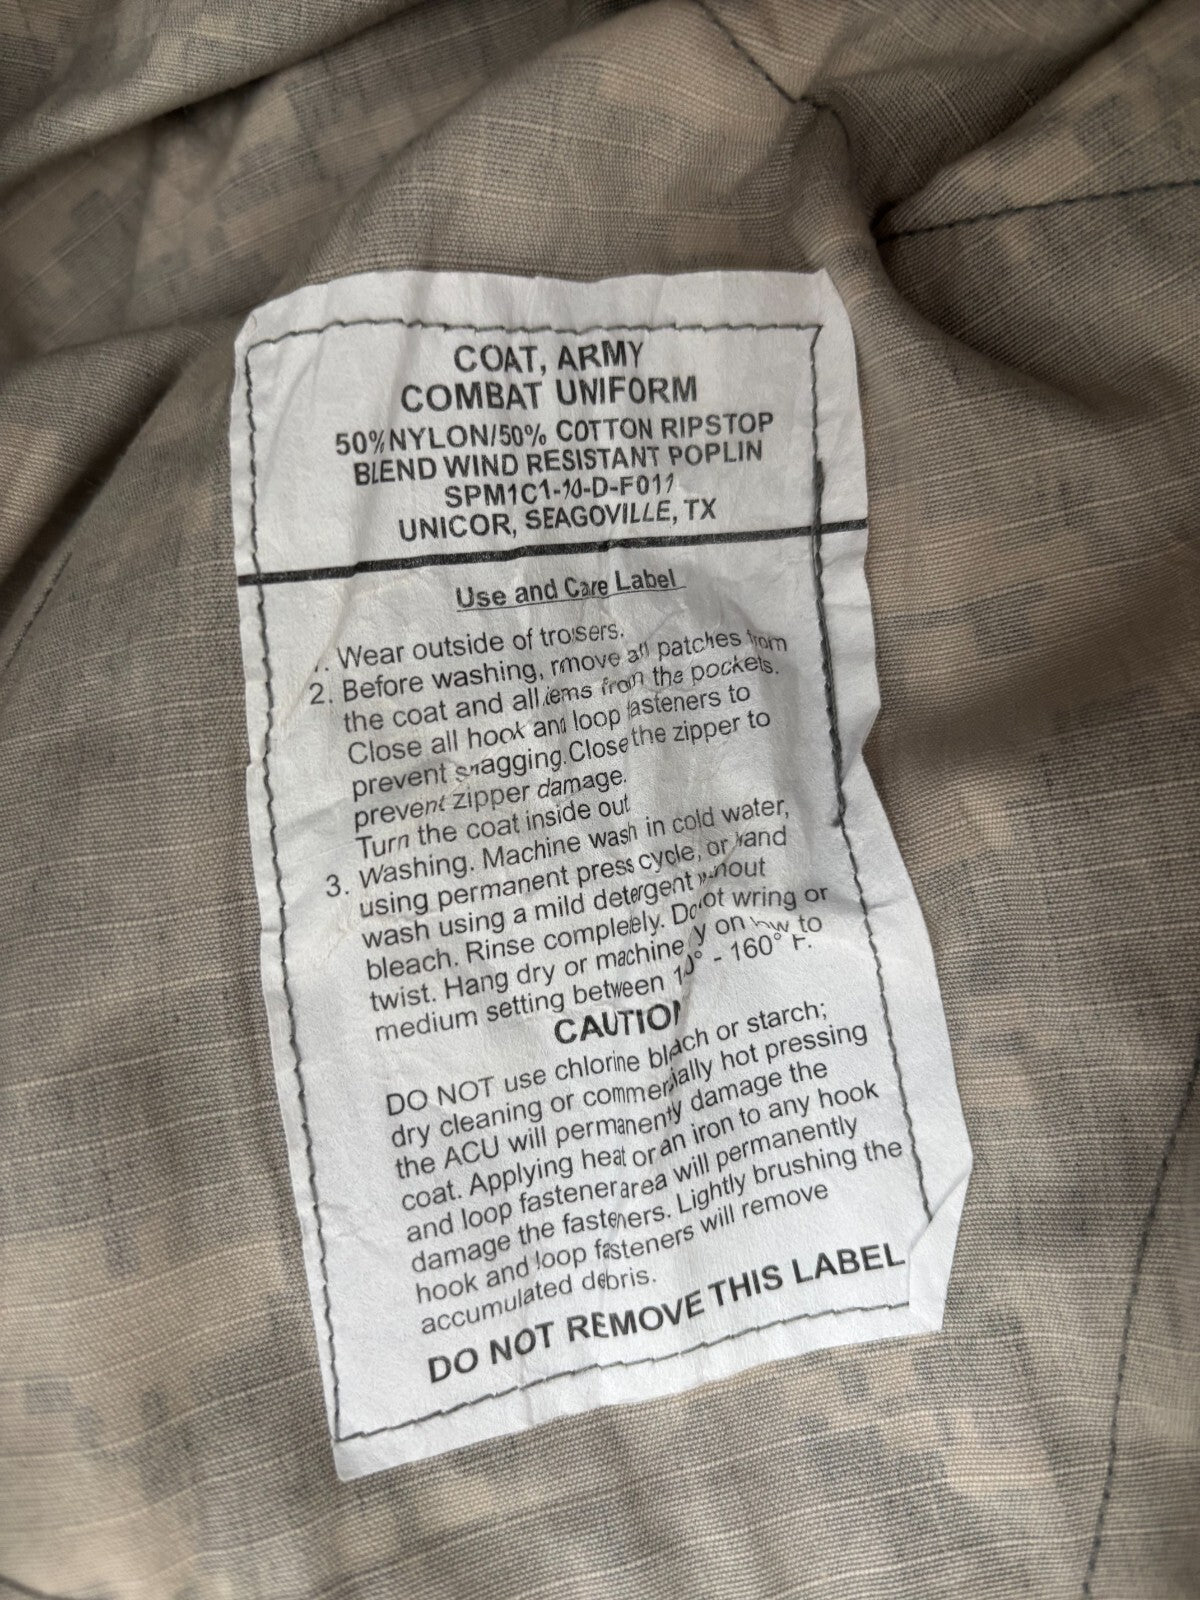 COAT, ARMY
COMBAT UNIFORM
50%NYLON/50% COTTON RIPSTOP
BLEND WIND RESISTANT POPLIN
SPM1C1-10-D-F011
UNICOR, SEAGOVILLE, TX
Use and Care Label
Wear outside of trousers.
2. Before washing, rmove all patches from
the coat and all items from the pockets.
Close all hook and loop fasteners to
prevent snagging.Close the zipper to
prevent zipper damage.
Turn the coat inside out
3. Washing. Machine wash in cold water,
using permanent press cycle, or hand
wash using a mild detergent
bleach. Rinse completely. Do not wring or
twist. Hang dry or machine on low to
medium setting between - 160° F.
CAUTION
DO NOT use chlorine bleach or starch;
dry cleaning or commercially hot pressing
the ACU will permanently damage the
coat. Applying heat or an iron to any hook
and loop fastener area will permanently
damage the fasteners. Lightly brushing the
hook and loop fasteners will remove
accumulated debris.
DO NOT REMOVE THIS LABEL